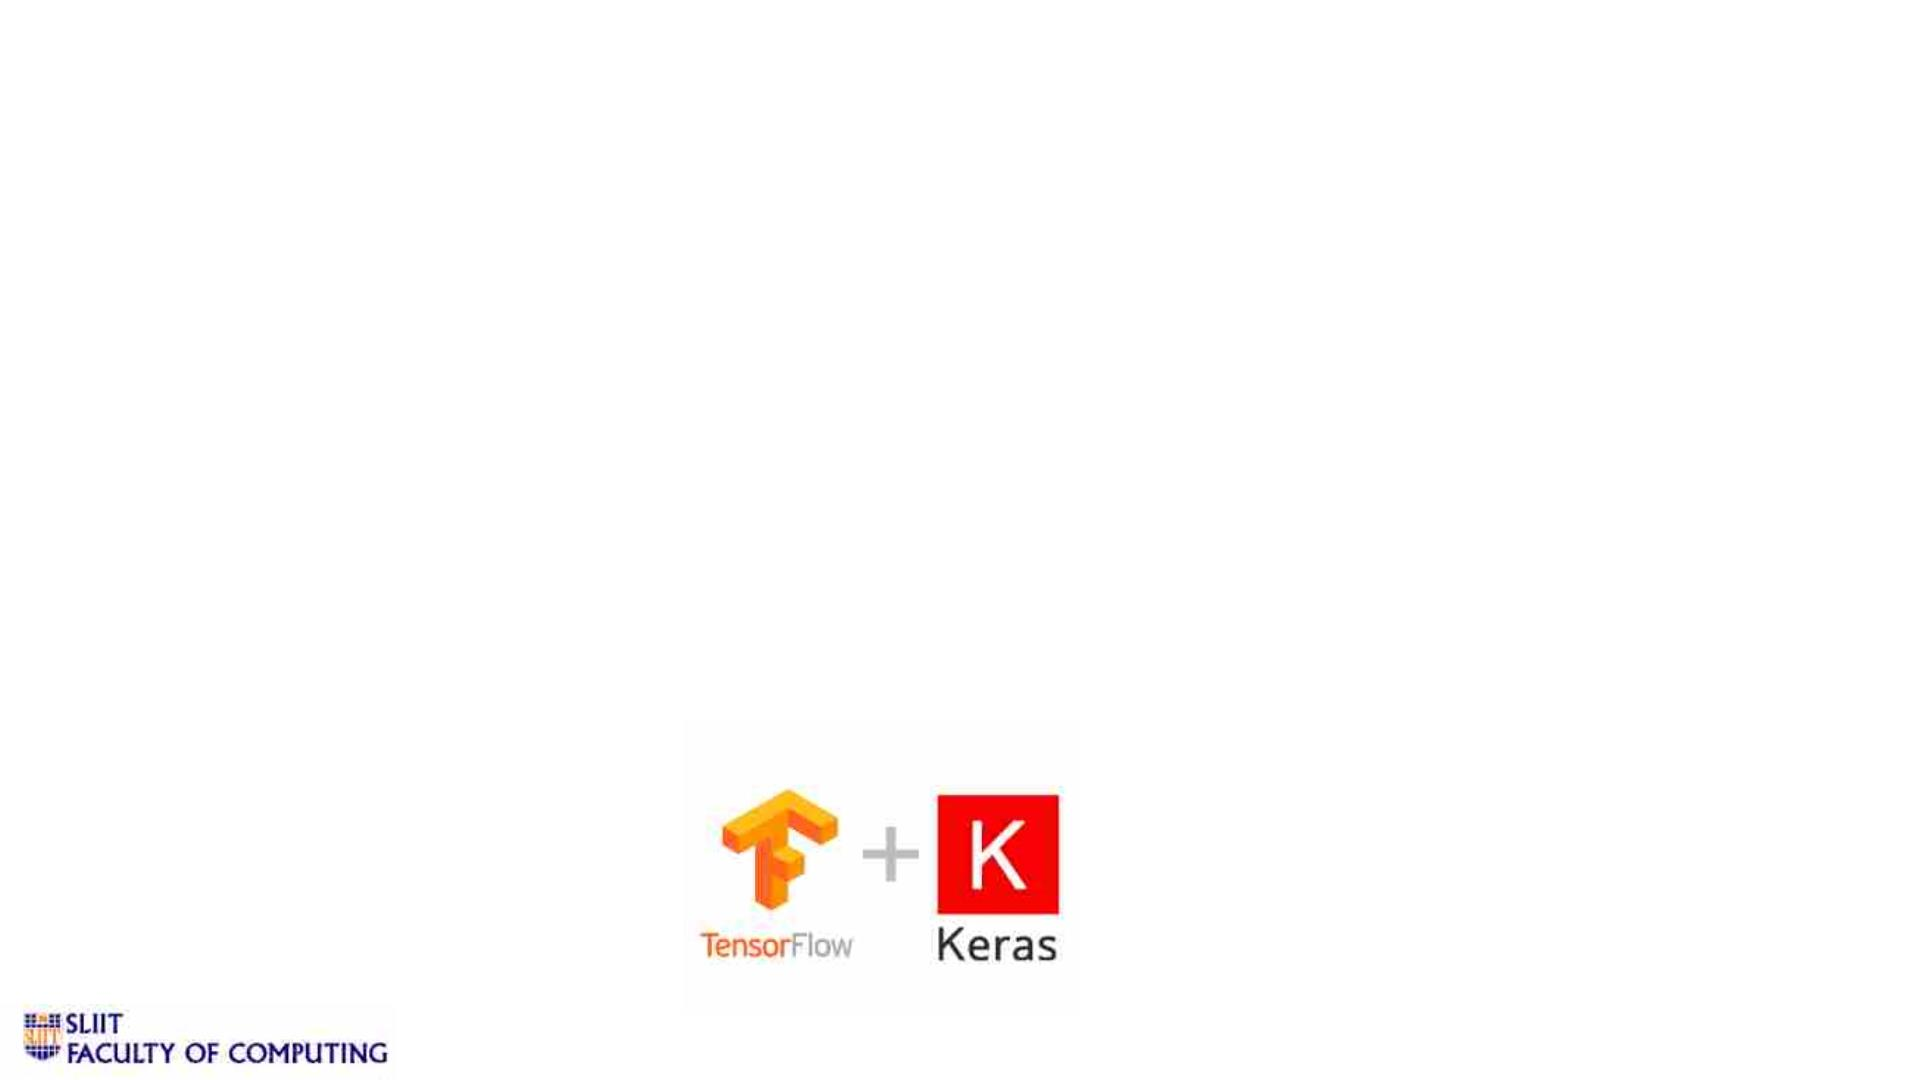 K
TensorFlow
Keras
SLIIT
FACULTY OF COMPUTING